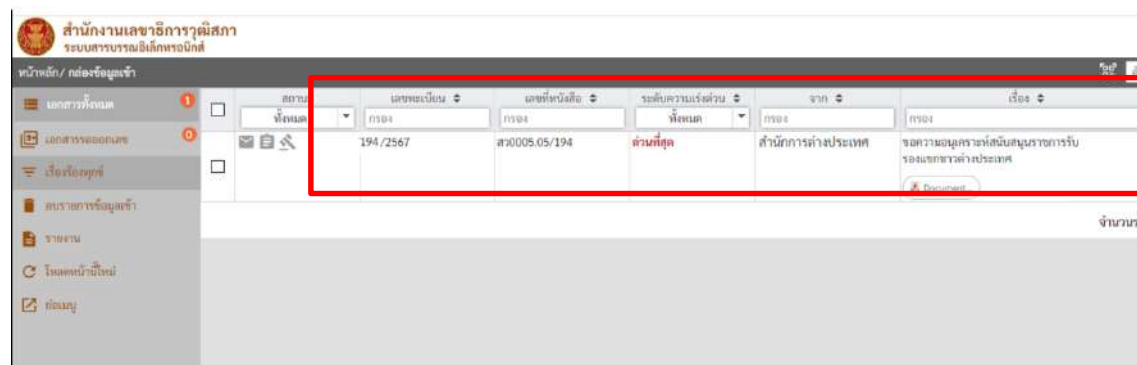 สำนักงานเลขาธิการวุฒิสภา
ระบบสารบรรณอิเล็กทรอนิกส์
หน้าหลัก/ กล่องข้อมูลเข้า
เอกสารทั้งหมด 1
เอกสารรอออกเลข 0
เรื่องร้องทุกข์
ลบรายการข้อมูลเข้า
รายงาน
โหลดหน้านี้ใหม่
ย่อเมนู
สถานะ เลขทะเบียน เลขที่หนังสือ ระดับความเร่งด่วน จาก เรื่อง
ทั้งหมด กรอง กรอง ทั้งหมด กรอง กรอง
194/2567 สว0005.05/194 ด่วนที่สุด สำนักการต่างประเทศ ขอความอนุเคราะห์สนับสนุนรายการรับ
รองแขกชาวต่างประเทศ
Document...